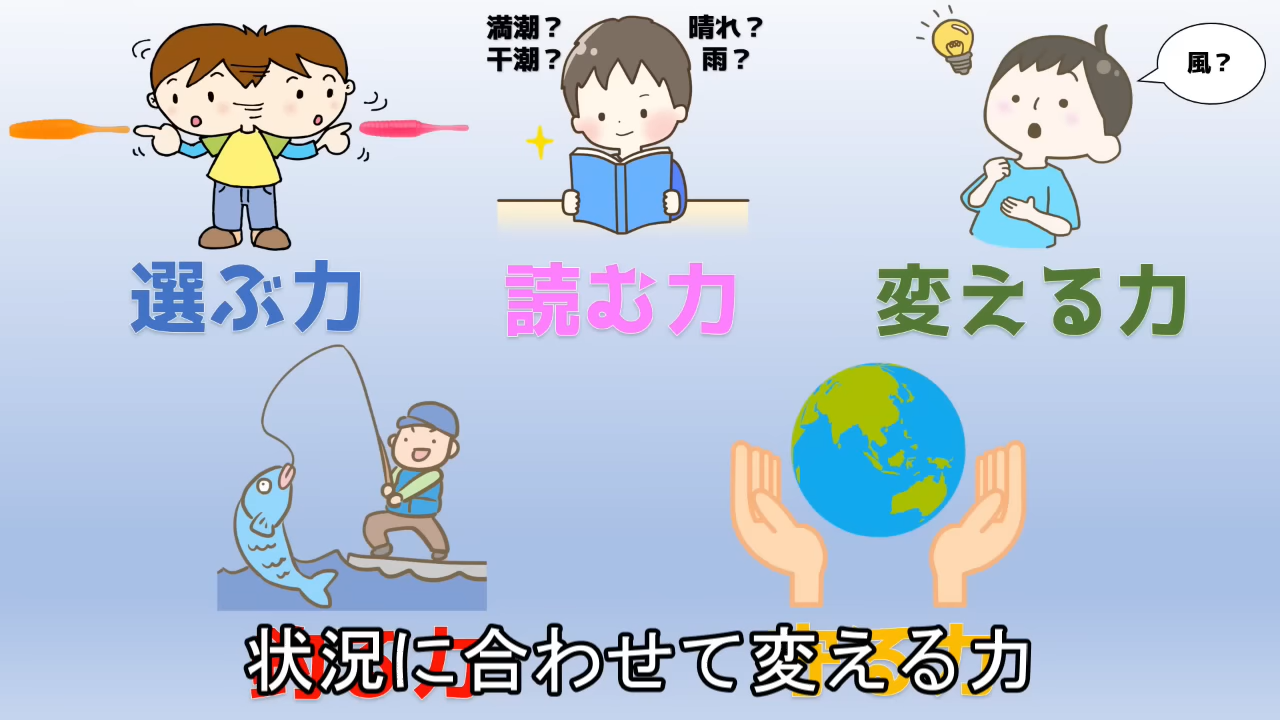 満潮？
干潮？
晴れ？
雨？
風？
選ぶ力
読む力
変える力
状況に合わせて変える力